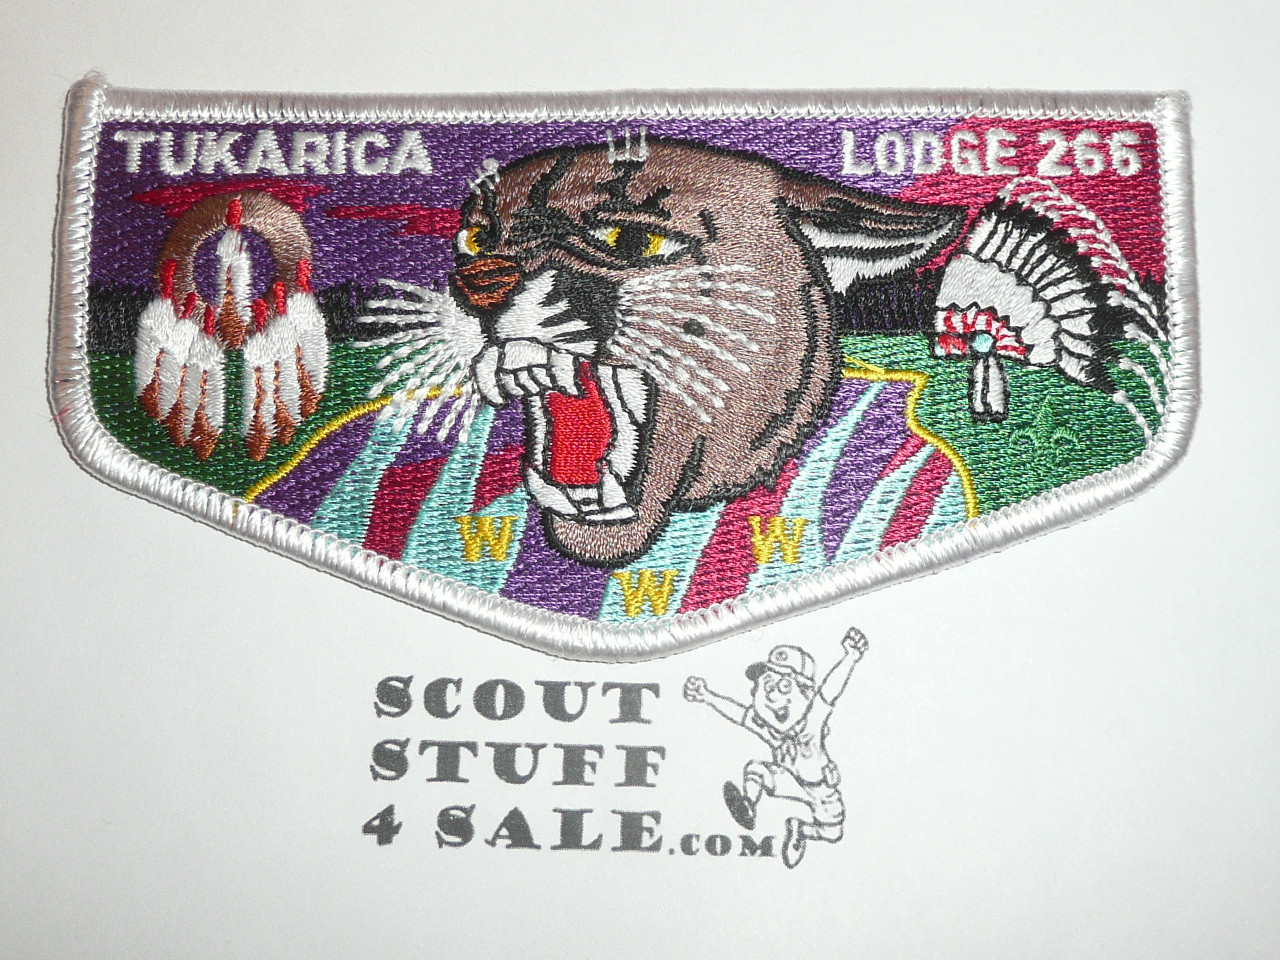 TUKARICA LODGE 266
W W
W
SCOUT
STUFF
4 SALE.COM